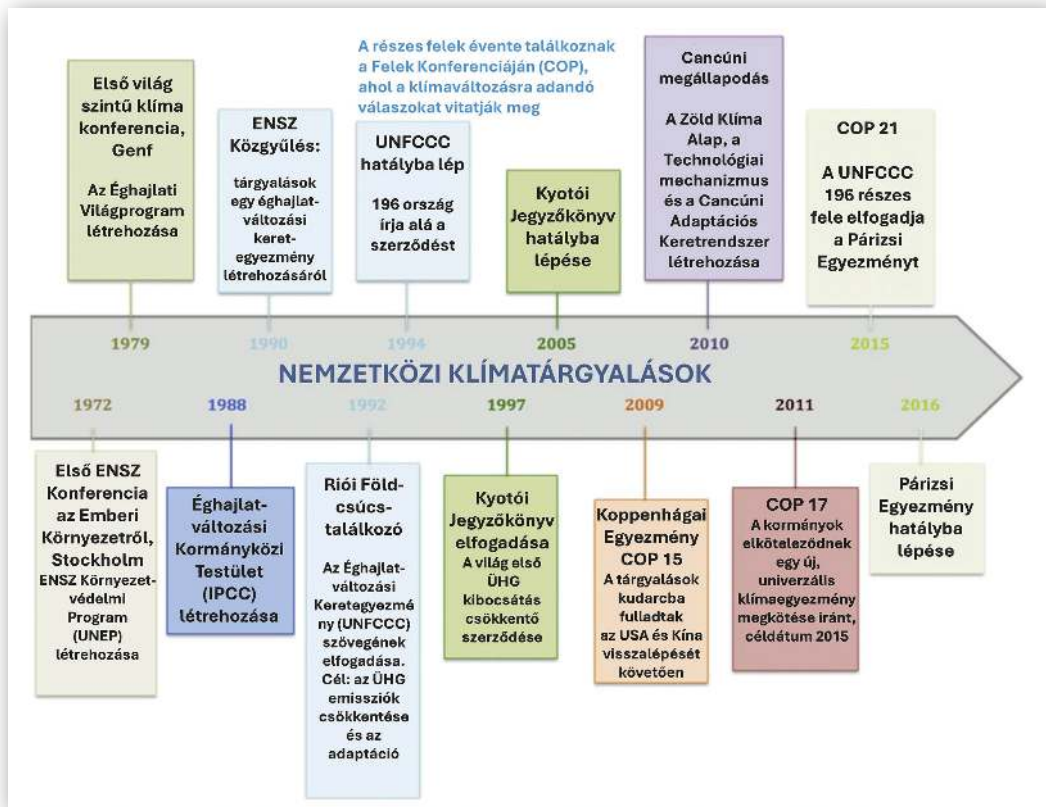 A részes felek évente találkoznak
a Felek Konferenciáján (COP),
ahol a klímaváltozásra adandó
válaszokat vitatják meg
Első világ
szintű klíma
konferencia,
Genf
Az Éghajlati
Világprogram
létrehozása
ENSZ
Közgyűlés:
tárgyalások
egy éghajlat-
változási
keret-
egyezmény
létrehozásáról
UNFCCC
hatályba lép
196 ország
írja alá a
szerződést
Kyotói
Jegyzőkönyv
hatályba
lépése
Cancúni
megállapodás
A Zöld Klíma
Alap, a
Technológiai
mechanizmus
és a Cancúni
Adaptációs
Keretrendszer
létrehozása
COP 21
A UNFCCC
196 részes
fele elfogadja
a Párizsi
Egyezményt
1979 1990 1994 2005 2010 2015
NEMZETKÖZI KLÍMATÁRGYALÁSOK
1972 1988 1992 1997 2009 2011 2016
Első ENSZ
Konferencia
az Emberi
Környezetről,
Stockholm
ENSZ Környezet-
védelmi
Program
(UNEP)
létrehozása
Éghajlat-
változási
Kormányközi
Testület
(IPCC)
létrehozása
Riói Föld-
csúcs-
találkozó
Az Éghajlat-
változási
Keretegyezmé
ny (UNFCCC)
szövegének
elfogadása.
Cél: az ÜHG
emissziók
csökkentése
és az
adaptáció
Kyotói
Jegyzőkönyv
elfogadása
A világ első
ÜHG
kibocsátás
csökkentő
szerződése
Koppenhágai
Egyezmény
COP 15
A tárgyalások
kudarcba
fulladtak
az USA és Kína
visszalépését
követően
COP 17
A kormányok
elköteleződnek
egy új,
univerzális
klímaegyezmény
megkötése iránt,
céldátum 2015
Párizsi
Egyezmény
hatályba
lépése